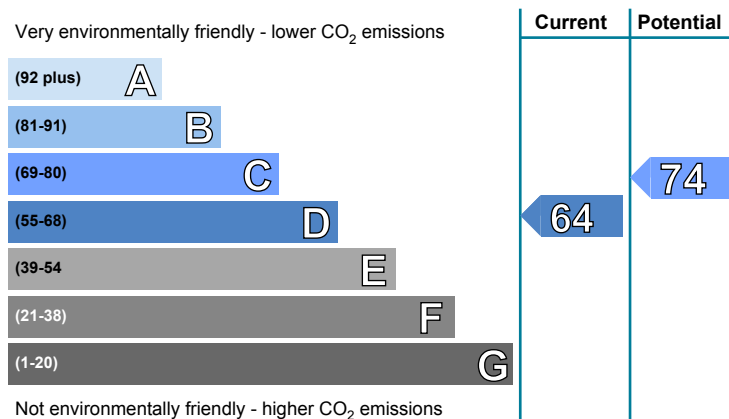 Very environmentally friendly - lower CO2 emissions
Current
Potential
(92 plus) A
(81-91) B
(69-80) C
(55-68) D
(39-54 E
(21-38) F
(1-20) G
64
74
Not environmentally friendly - higher CO2 emissions